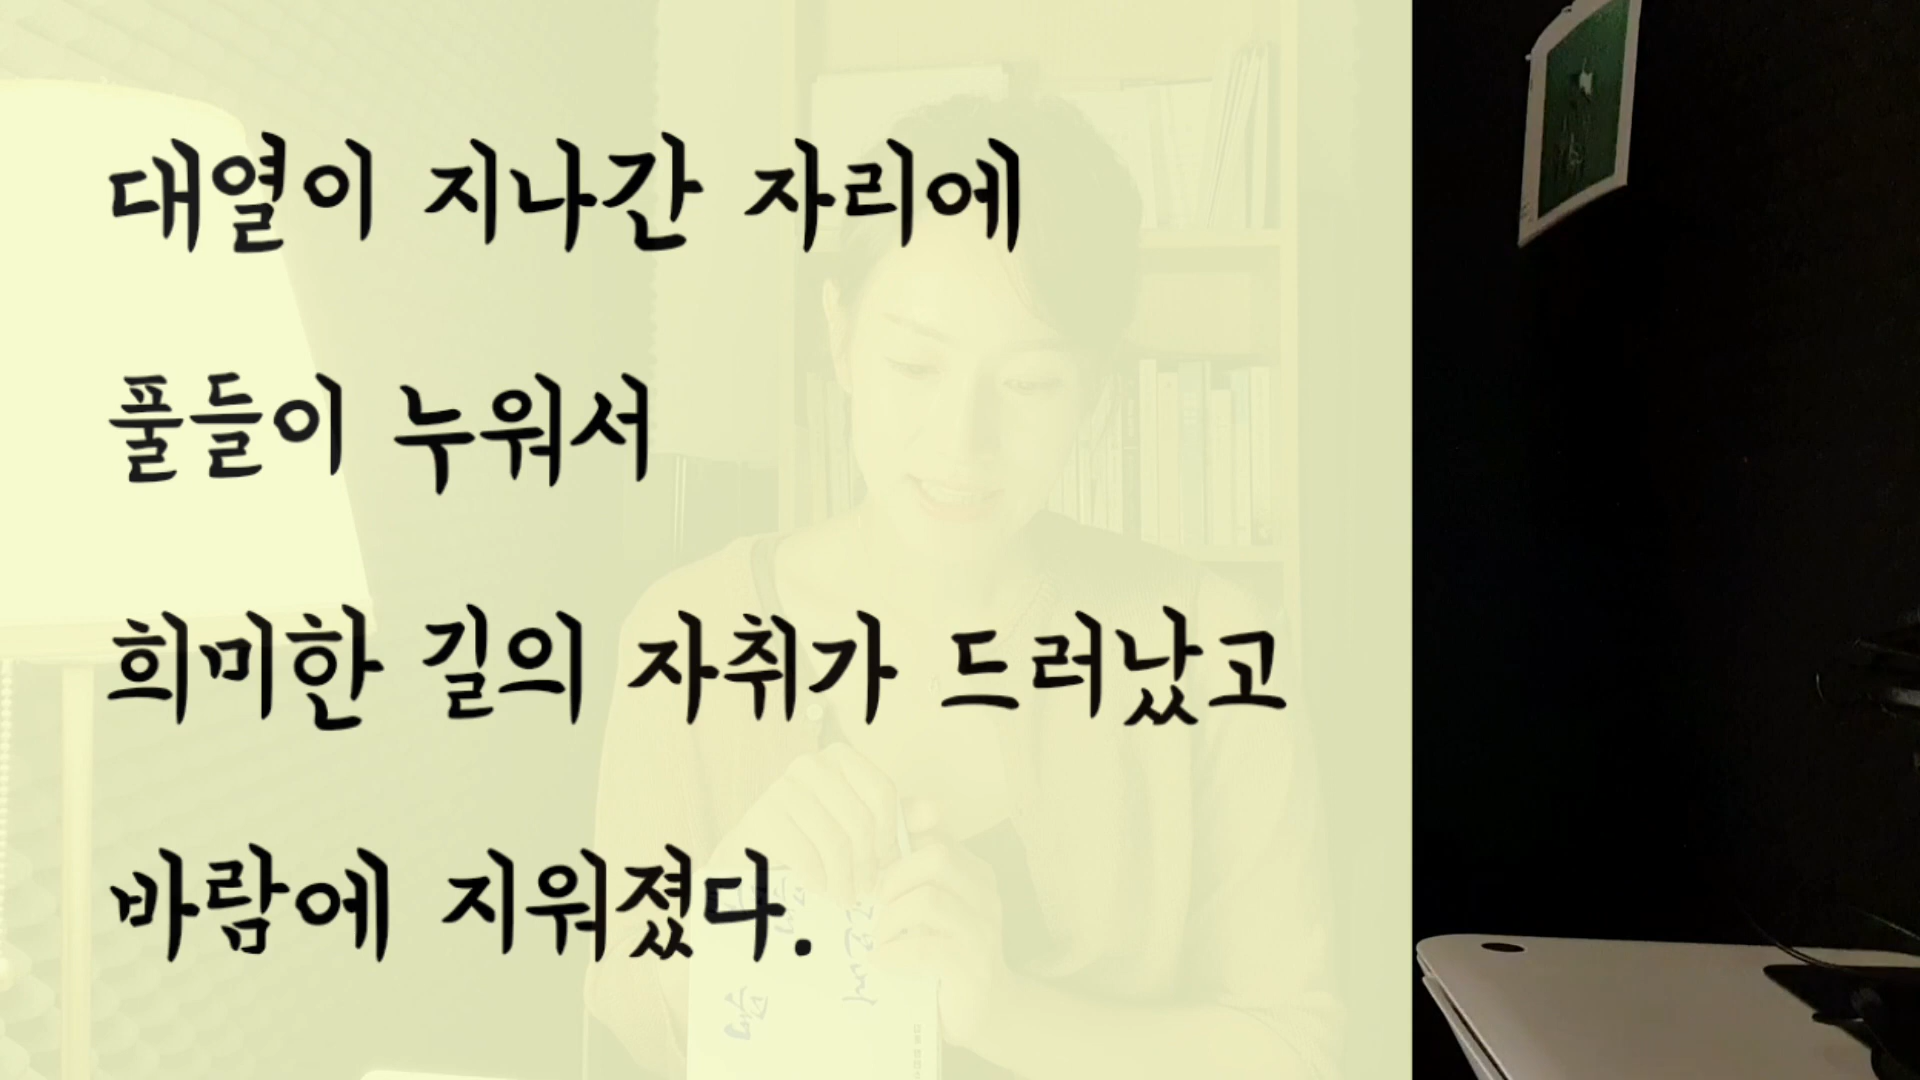 대열이 지나간 자리에
풀들이 누워서
희미한 길의 자취가 드러났고
바람에 지워졌다.